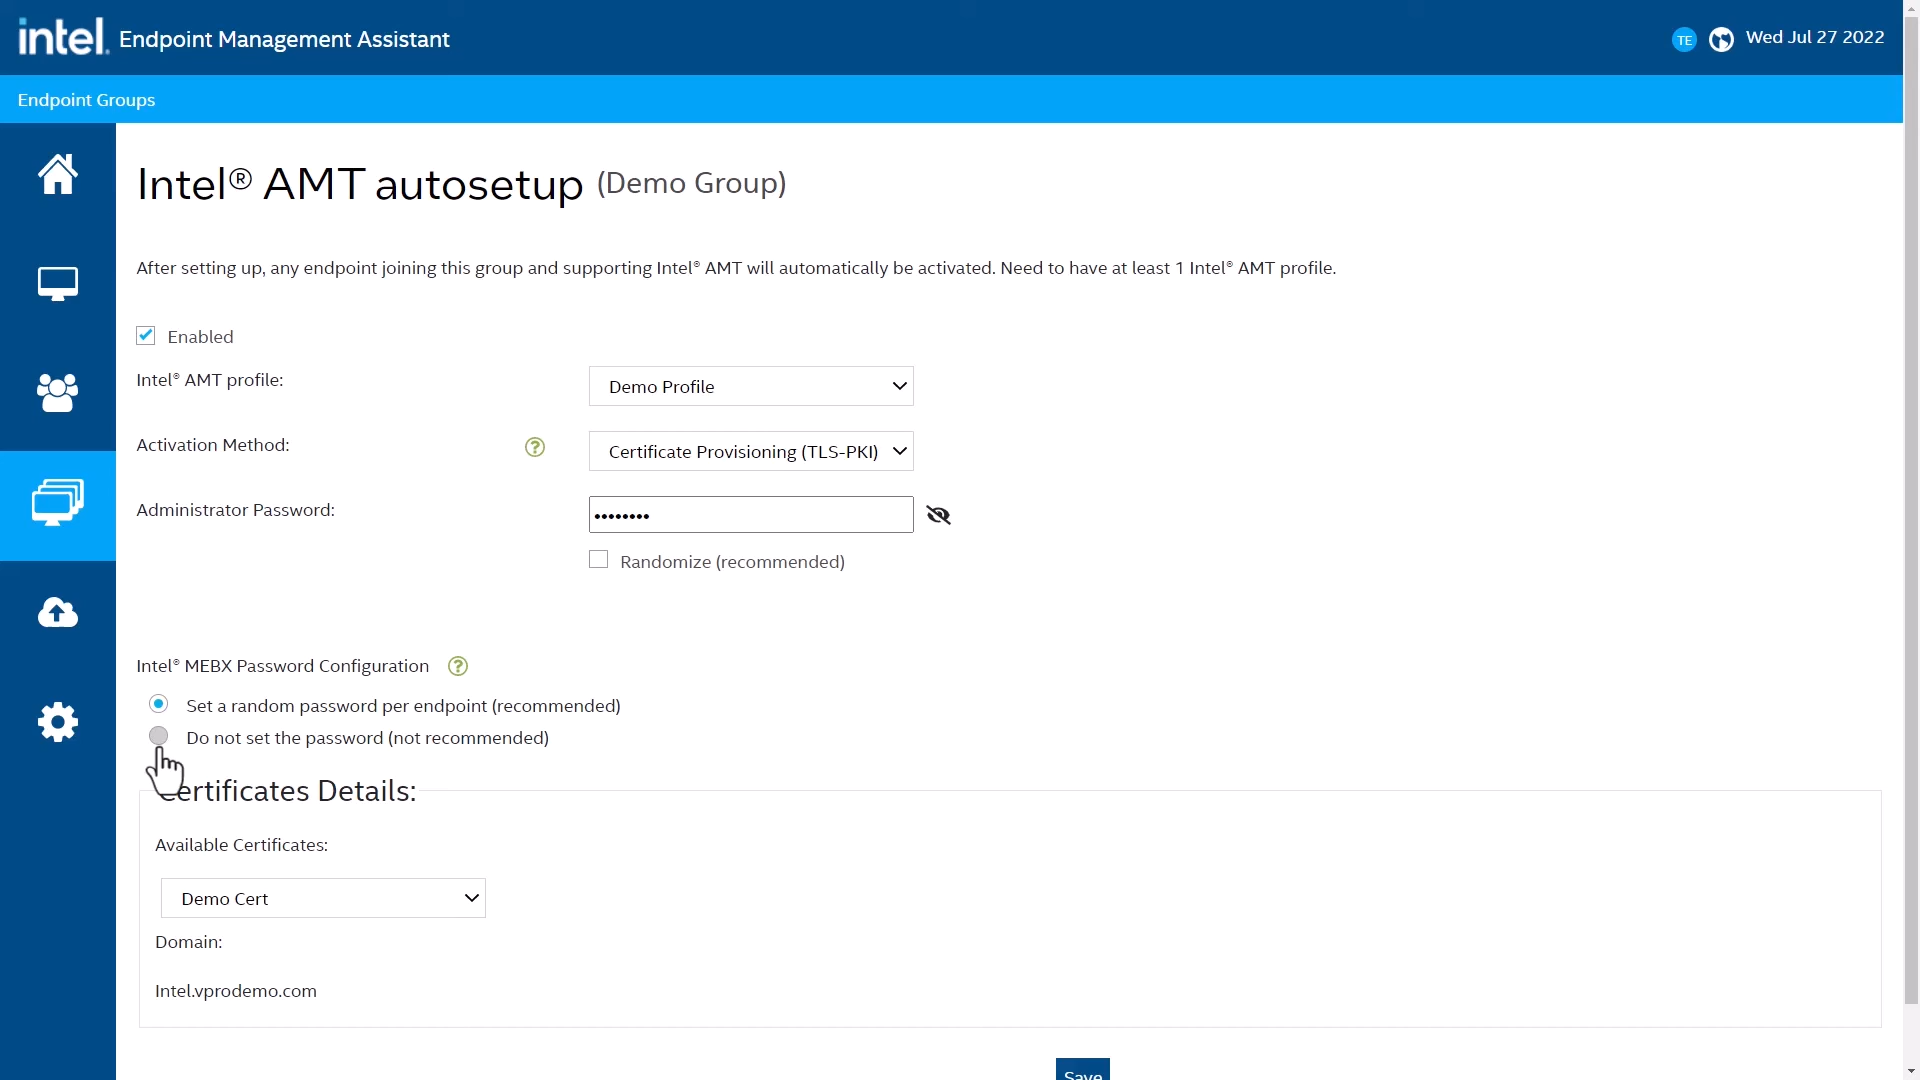 intel. Endpoint Management Assistant
TE Wed Jul 27 2022
Endpoint Groups
Intel® AMT autosetup (Demo Group)
After setting up, any endpoint joining this group and supporting Intel® AMT will automatically be activated. Need to have at least 1 Intel® AMT profile.
Enabled
Intel® AMT profile:
Demo Profile
Activation Method:
?
Certificate Provisioning (TLS-PKI)
Administrator Password:
••••••••
Randomize (recommended)
Intel® MEBX Password Configuration ?
Set a random password per endpoint (recommended)
Do not set the password (not recommended)
Certificates Details:
Available Certificates:
Demo Cert
Domain:
Intel.vprodemo.com
Save